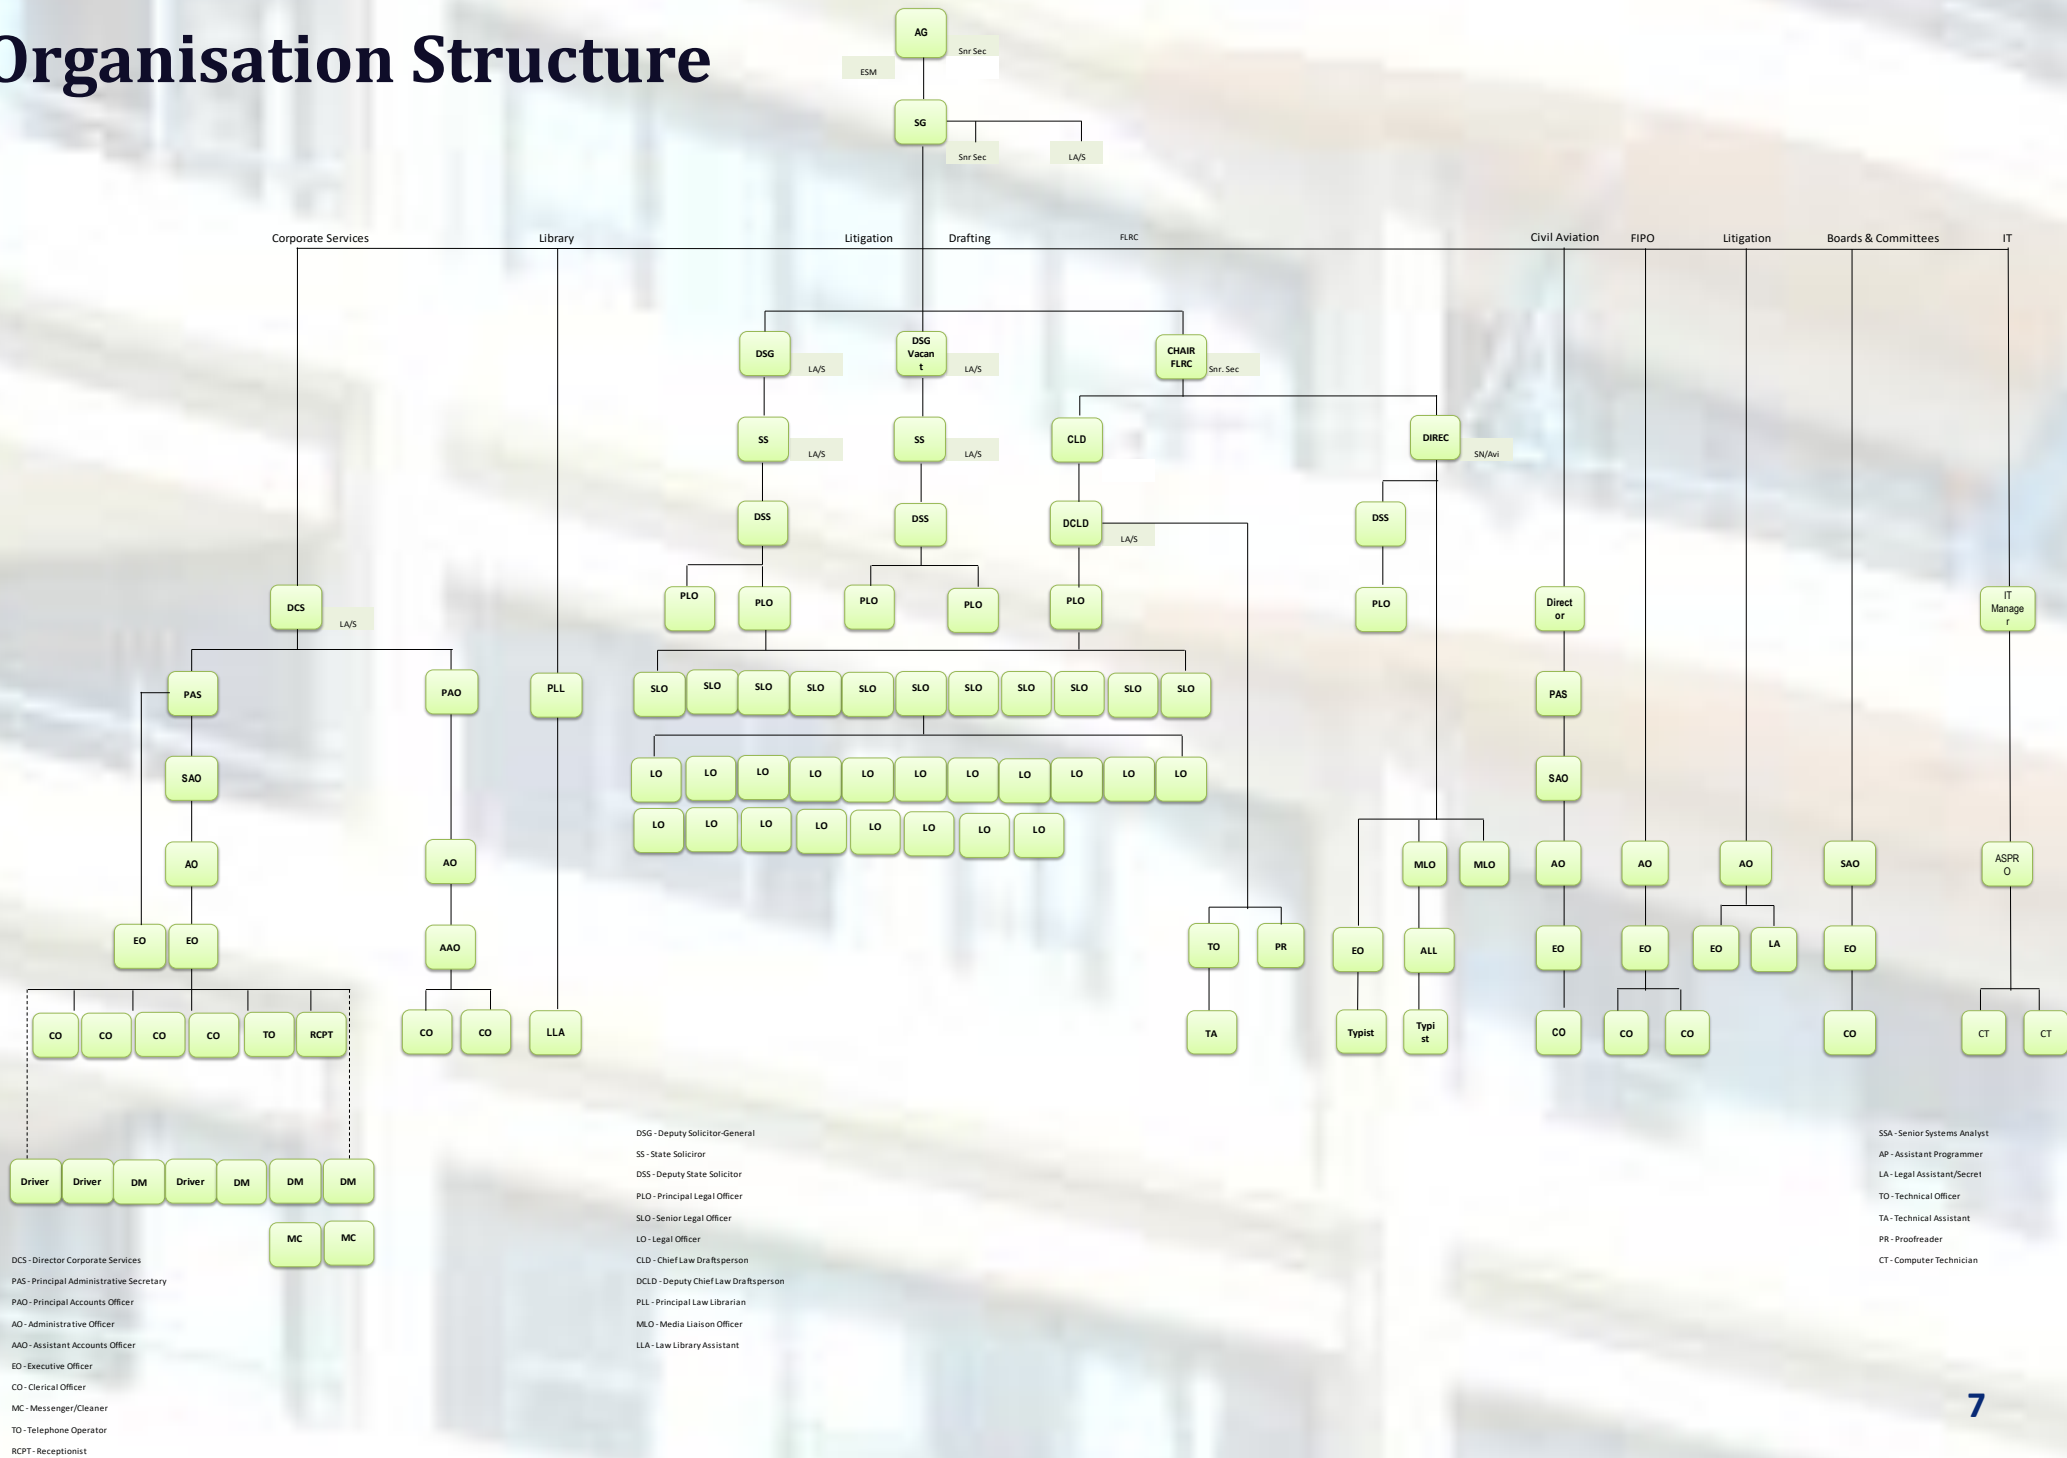 Organisation Structure
AG
Snr Sec
ESM
SG
Snr Sec
LA/S
Corporate Services
Library
Litigation
Drafting
FLRC
Civil Aviation
FIPO
Litigation
Boards & Committees
IT
DSG
LA/S
DSG
Vacan
t
LA/S
CHAIR
FLRC
Snr. Sec
SS
LA/S
SS
LA/S
CLD
DIREC
SN/Avi
DSS
DSS
DCLD
LA/S
DSS
DCS
LA/S
PLO
PLO
PLO
PLO
PLO
PLO
Direct
or
IT
Manage
r
PAS
PAO
PLL
SLO
SLO
SLO
SLO
SLO
SLO
SLO
SLO
SLO
SLO
SLO
PAS
SAO
LO
LO
LO
LO
LO
LO
LO
LO
LO
LO
LO
SAO
LO
LO
LO
LO
LO
LO
LO
LO
AO
AO
MLO
MLO
AO
AO
AO
SAO
ASPR
O
EO
EO
AAO
TO
PR
EO
ALL
EO
EO
EO
LA
EO
CO
CO
CO
CO
TO
RCPT
CO
CO
LLA
TA
Typist
Typi
st
CO
CO
CO
CO
CT
CT
Driver
Driver
DM
Driver
DM
DM
DM
MC
MC
DCS - Director Corporate Services
PAS - Principal Administrative Secretary
PAO - Principal Accounts Officer
AO - Administrative Officer
AAO - Assistant Accounts Officer
EO - Executive Officer
CO - Clerical Officer
MC - Messenger/Cleaner
TO - Telephone Operator
RCPT - Receptionist
DSG - Deputy Solicitor-General
SS - State Soliciror
DSS - Deputy State Solicitor
PLO - Principal Legal Officer
SLO - Senior Legal Officer
LO - Legal Officer
CLD - Chief Law Draftsperson
DCLD - Deputy Chief Law Draftsperson
PLL - Principal Law Librarian
MLO - Media Liaison Officer
LLA - Law Library Assistant
SSA - Senior Systems Analyst
AP - Assistant Programmer
LA - Legal Assistant/Secret
TO - Technical Officer
TA - Technical Assistant
PR - Proofreader
CT - Computer Technician
7